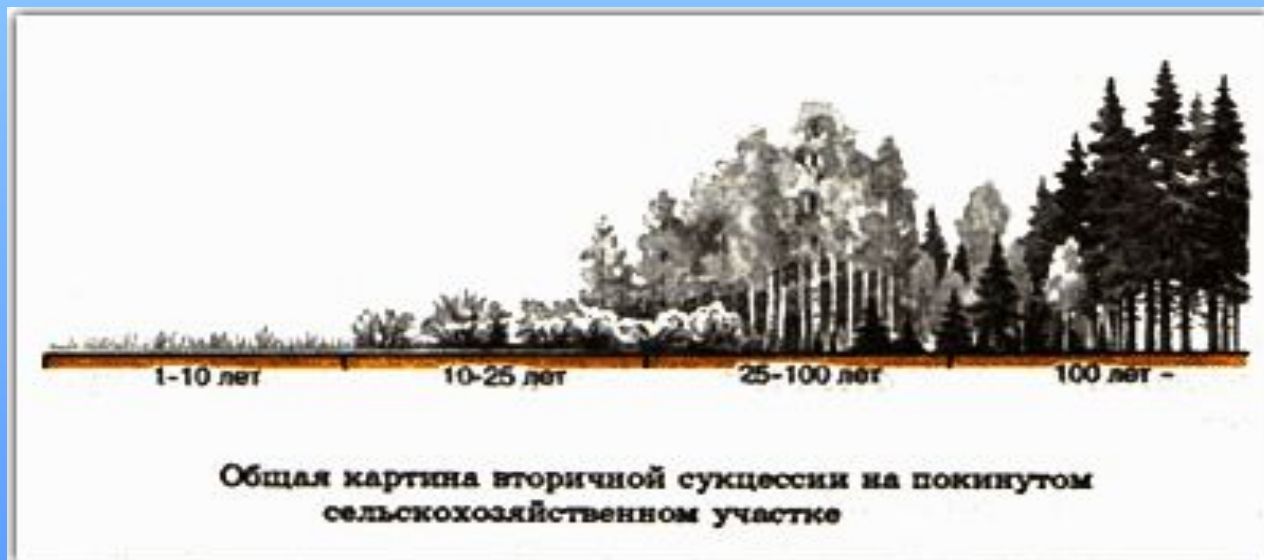 1-10 лет
10-25 лет
25-100 лет
100 лет -
Общая картина вторичной сукцессии на покинутом
сельскохозяйственном участке